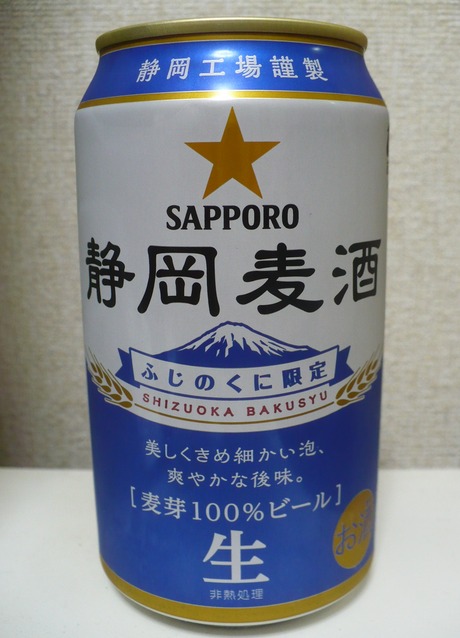 静岡工場謹製
SAPPORO
静岡麦酒
ふじのくに限定
SHIZUOKA BAKUSYU
美しくきめ細かい泡、
爽やかな後味。
[麦芽100%ビール]
お酒
生
非熱処理